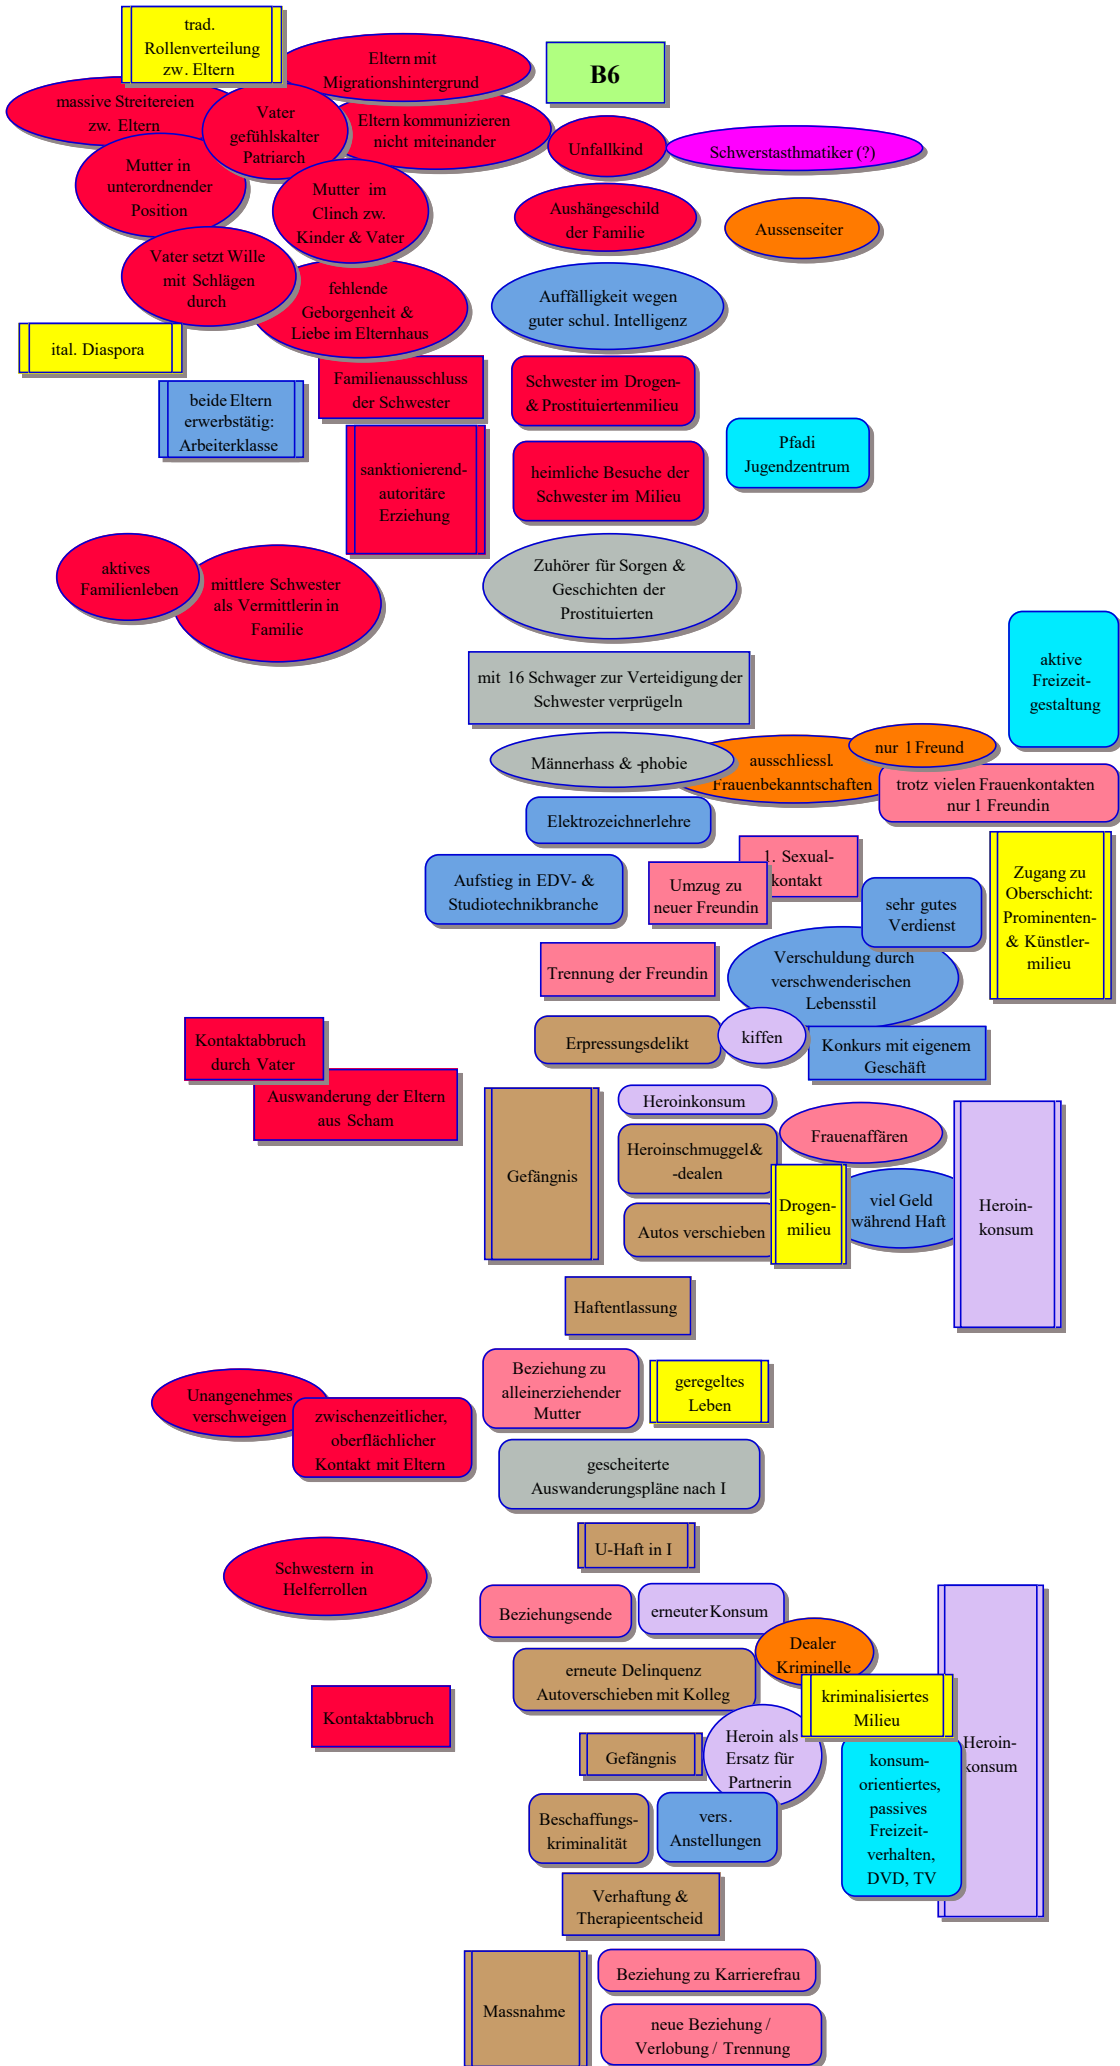 trad.
Rollenverteilung
zw. Eltern
Eltern mit
Migrationshintergrund
B6
massive Streitereien
zw. Eltern
Vater
gefühlskalter
Patriarch
Eltern kommunizieren
nicht miteinander
Unfallkind
Schwerstasthmatiker (?)
Mutter in
unterordnender
Position
Mutter im
Clinch zw.
Kinder & Vater
Aushängeschild
der Familie
Aussenseiter
Vater setzt Wille
mit Schlägen
durch
fehlende
Geborgenheit &
Liebe im Elternhaus
Auffälligkeit wegen
guter schul. Intelligenz
ital. Diaspora
beide Eltern
erwerbstätig:
Arbeiterklasse
Familienausschluss
der Schwester
Schwester im Drogen-
& Prostituiertenmilieu
Pfadi
Jugendzentrum
sanktionierend-
autoritäre
Erziehung
heimliche Besuche der
Schwester im Milieu
aktives
Familienleben
mittlere Schwester
als Vermittlerin in
Familie
Zuhörer für Sorgen &
Geschichten der
Prostituierten
aktive
Freizeit-
gestaltung
mit 16 Schwager zur Verteidigung der
Schwester verprügeln
Männerhass & -phobie
ausschliessl.
Frauenbekanntschaften
nur 1 Freund
trotz vielen Frauenkontakten
nur 1 Freundin
Elektrozeichnerlehre
1. Sexual-
kontakt
Aufstieg in EDV- &
Studiotechnikbranche
Umzug zu
neuer Freundin
sehr gutes
Verdienst
Zugang zu
Oberschicht:
Prominenten-
& Künstler-
milieu
Trennung der Freundin
Verschuldung durch
verschwenderischen
Lebensstil
Kontaktabbruch
durch Vater
Erpressungsdelikt
kiffen
Konkurs mit eigenem
Geschäft
Auswanderung der Eltern
aus Scham
Gefängnis
Heroinkonsum
Heroinschmuggel &
-dealen
Autos verschieben
Frauenaffären
Drogen-
milieu
viel Geld
während Haft
Heroin-
konsum
Haftentlassung
Unangenehmes
verschweigen
zwischenzeitlicher,
oberflächlicher
Kontakt mit Eltern
Beziehung zu
alleinerziehender
Mutter
geregeltes
Leben
gescheiterte
Auswanderungspläne nach I
U-Haft in I
Schwestern in
Helferrollen
Beziehungsende
erneuter Konsum
Dealer
Kriminelle
erneute Delinquenz
Autoverschieben mit Kolleg
kriminalisiertes
Milieu
Kontaktabbruch
Gefängnis
Heroin als
Ersatz für
Partnerin
Heroin-
konsum
konsum-
orientiertes,
passives
Freizeit-
verhalten,
DVD, TV
Beschaffungs-
kriminalität
vers.
Anstellungen
Verhaftung &
Therapieentscheid
Massnahme
Beziehung zu Karrierefrau
neue Beziehung /
Verlobung / Trennung